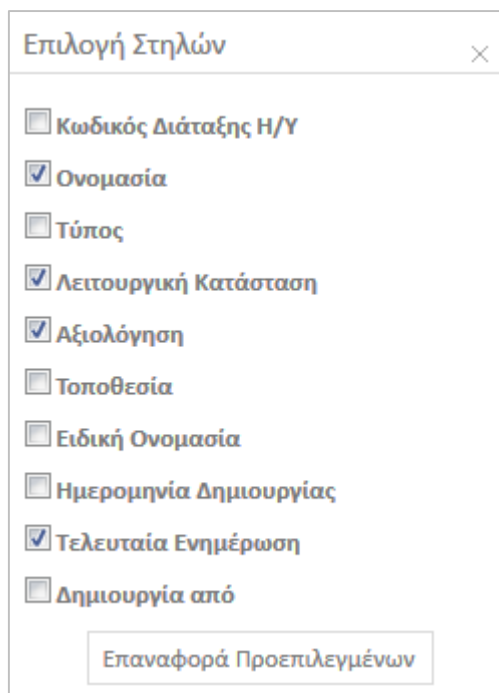 Επιλογή Στηλών
Κωδικός Διάταξης Η/Υ
Ονομασία
Τύπος
Λειτουργική Κατάσταση
Αξιολόγηση
Τοποθεσία
Ειδική Ονομασία
Ημερομηνία Δημιουργίας
Τελευταία Ενημέρωση
Δημιουργία από
Επαναφορά Προεπιλεγμένων